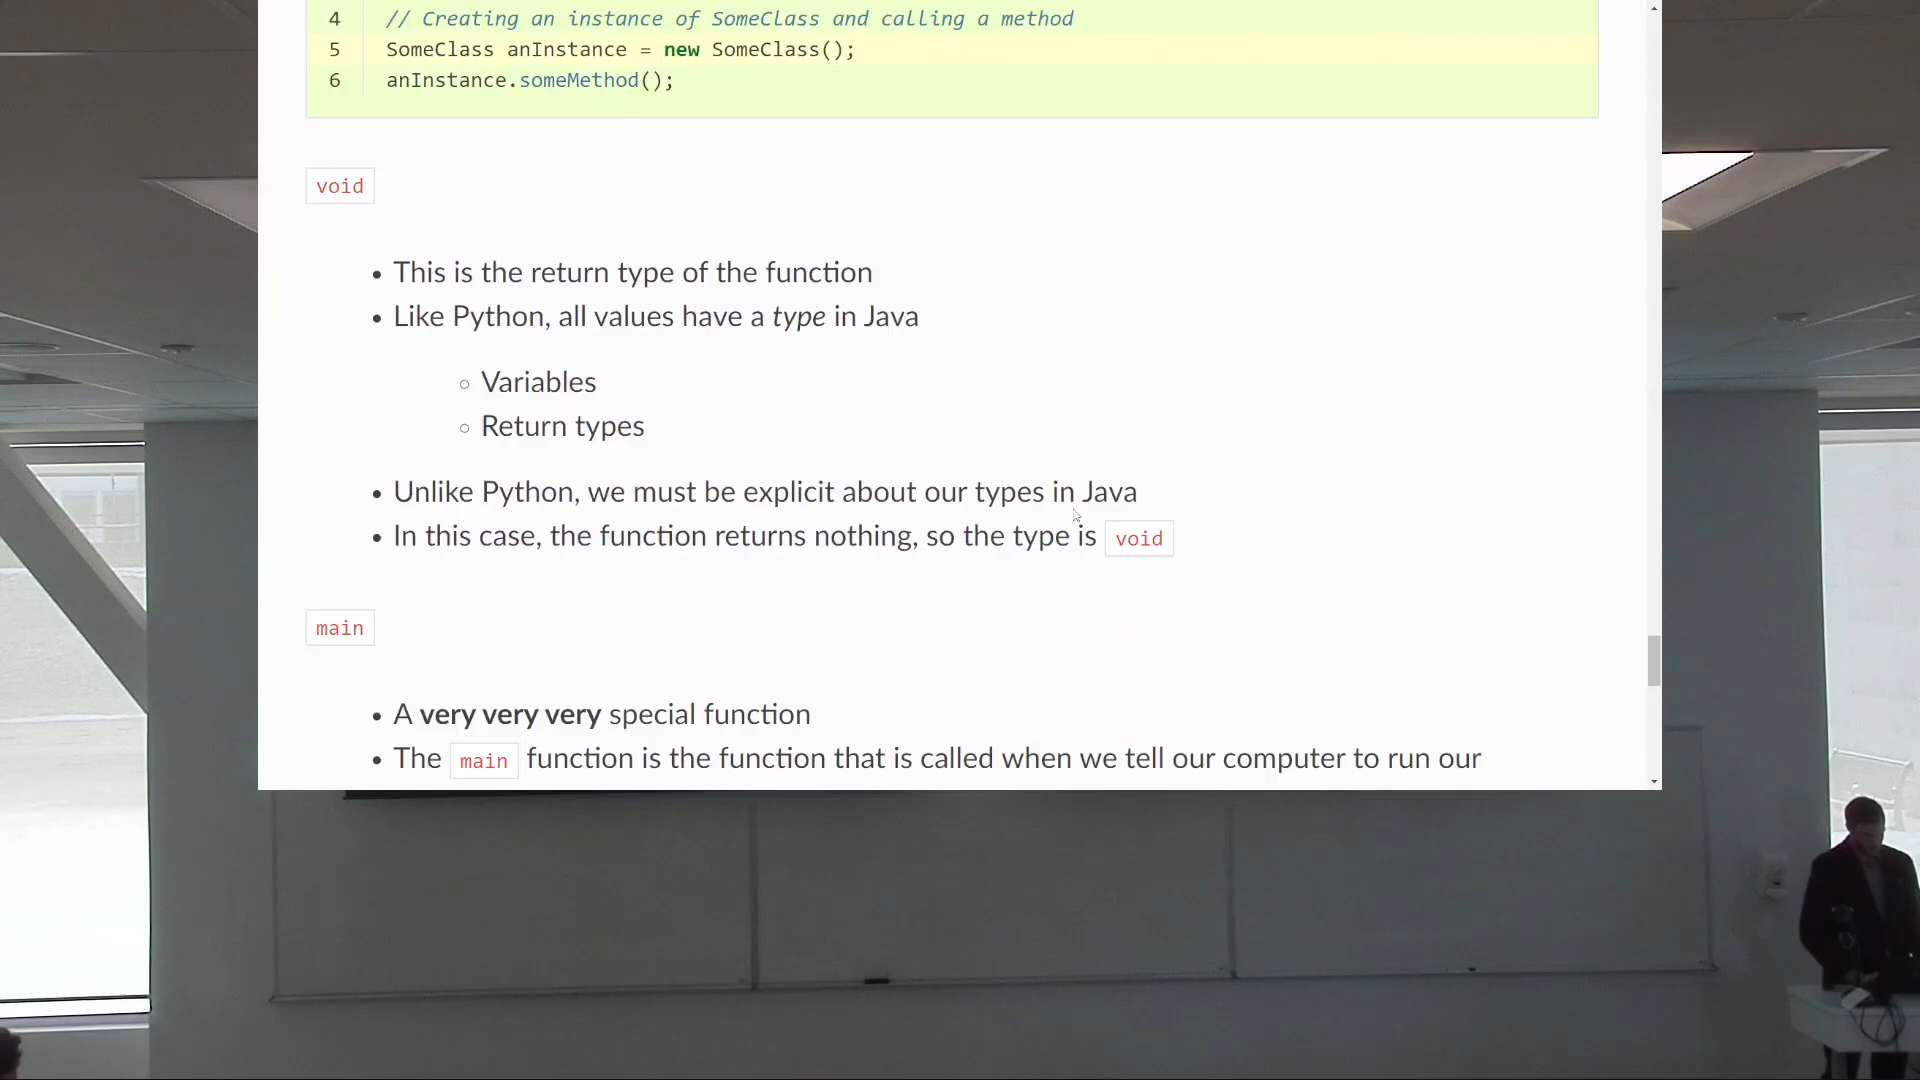 4 // Creating an instance of SomeClass and calling a method
5 SomeClass anInstance = new SomeClass();
6 anInstance.someMethod();
void
• This is the return type of the function
• Like Python, all values have a type in Java
◦ Variables
◦ Return types
• Unlike Python, we must be explicit about our types in Java
• In this case, the function returns nothing, so the type is void
main
• A very very very special function
• The main function is the function that is called when we tell our computer to run our